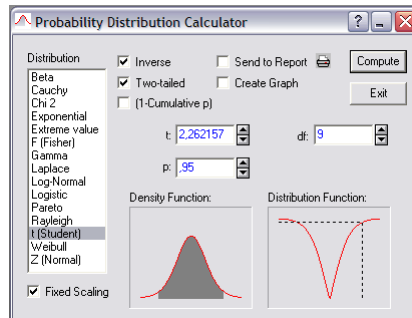 Probability Distribution Calculator
Distribution
Beta
Cauchy
Chi 2
Exponential
Extreme value
F (Fisher)
Gamma
Laplace
Log-Normal
Logistic
Pareto
Rayleigh
t (Student)
Weibull
Z (Normal)
Fixed Scaling
Inverse
Two-tailed
(1-Cumulative p)
Send to Report
Create Graph
Compute
Exit
t: 2,262157
df: 9
p: ,95
Density Function:
Distribution Function: